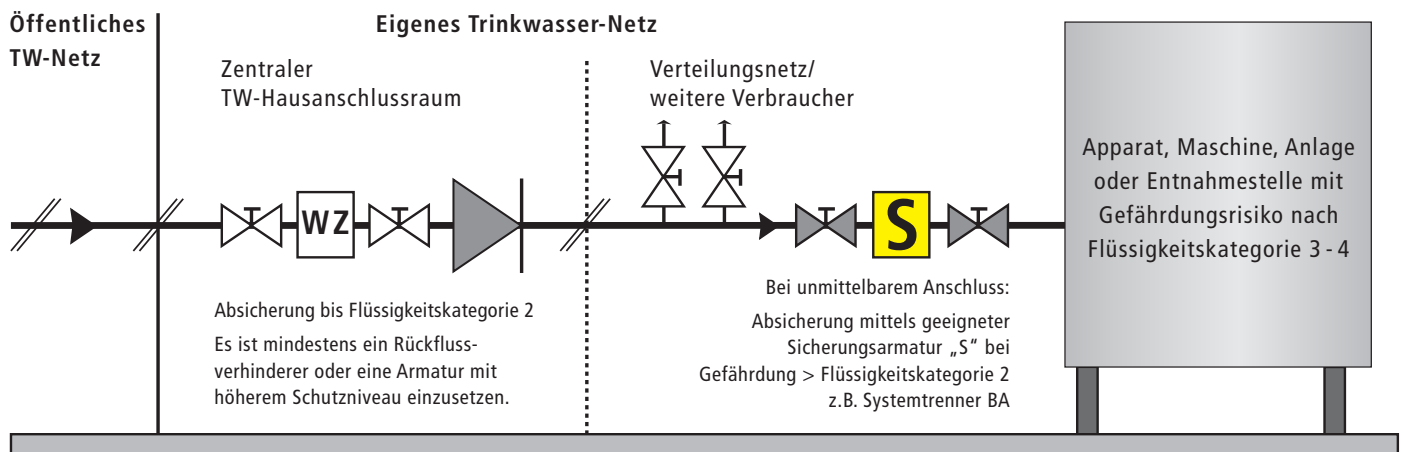 Öffentliches
TW-Netz
Eigenes Trinkwasser-Netz
Zentraler
TW-Hausanschlussraum
Verteilungsnetz/
weitere Verbraucher
WZ
S
Apparat, Maschine, Anlage
oder Entnahmestelle mit
Gefährdungsrisiko nach
Flüssigkeitskategorie 3 - 4
Absicherung bis Flüssigkeitskategorie 2
Es ist mindestens ein Rückfluss-
verhinderer oder eine Armatur mit
höherem Schutzniveau einzusetzen.
Bei unmittelbarem Anschluss:
Absicherung mittels geeigneter
Sicherungsarmatur „S“ bei
Gefährdung > Flüssigkeitskategorie 2
z.B. Systemtrenner BA